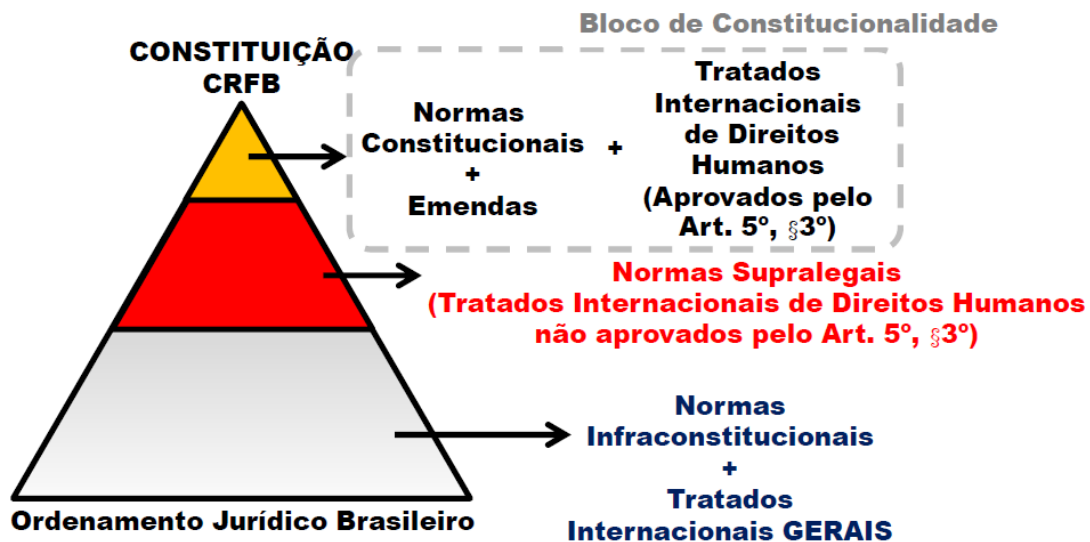 Bloco de Constitucionalidade
CONSTITUIÇÃO
CRFB
Normas
Constitucionais
+
Emendas
+
Tratados
Internacionais
de Direitos
Humanos
(Aprovados pelo
Art. 5º, §3º)
Normas Supralegais
(Tratados Internacionais de Direitos Humanos
não aprovados pelo Art. 5º, §3º)
Normas
Infraconstitucionais
+
Tratados
Internacionais GERAIS
Ordenamento Jurídico Brasileiro